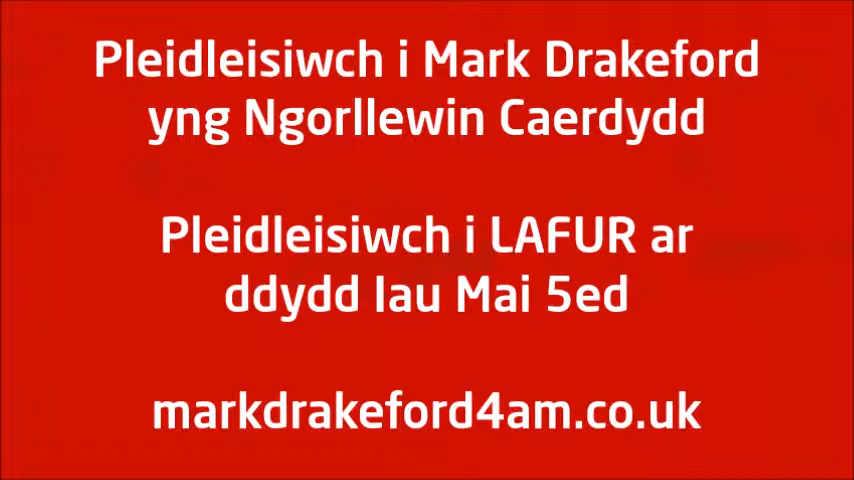 Pleidleisiwch i Mark Drakeford
yng Ngorllewin Caerdydd
Pleidleisiwch i LAFUR ar
ddydd Iau Mai 5ed
markdrakeford4am.co.uk